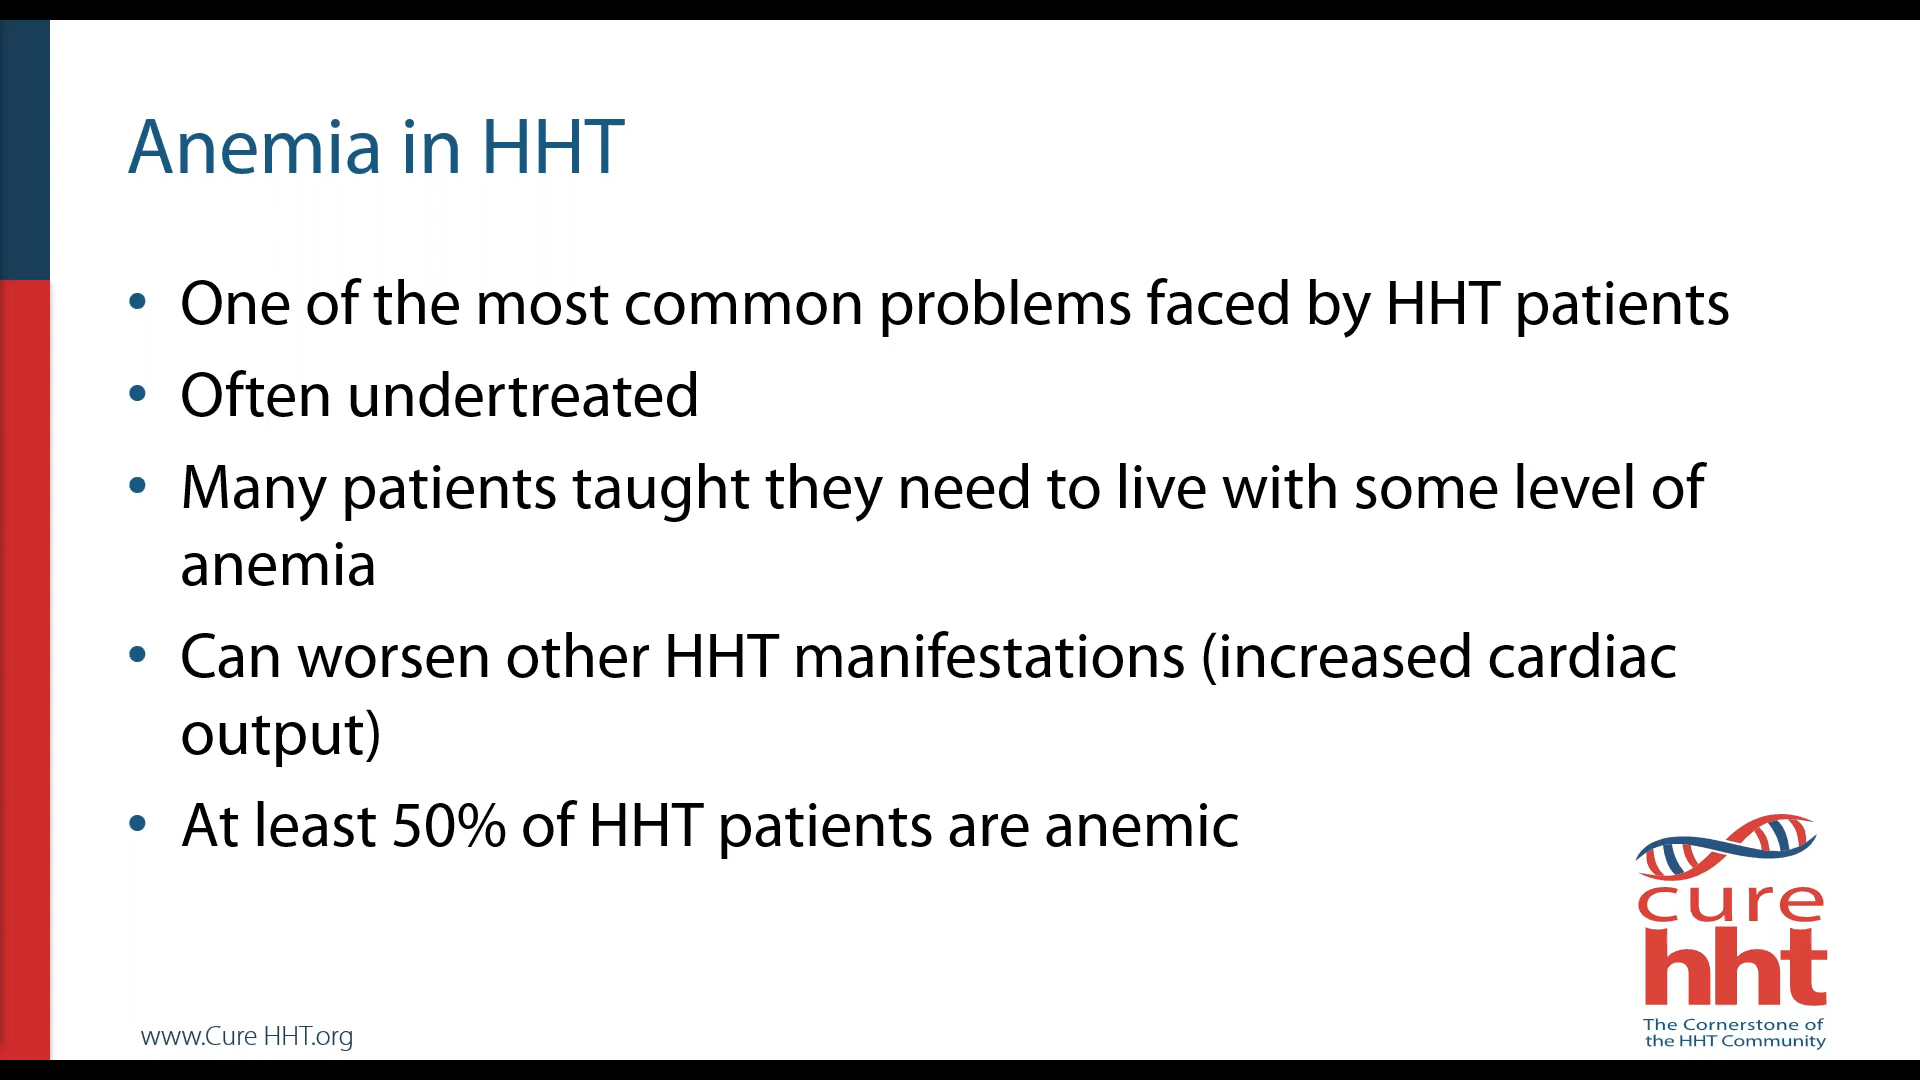 Anemia in HHT
• One of the most common problems faced by HHT patients
• Often undertreated
• Many patients taught they need to live with some level of
anemia
• Can worsen other HHT manifestations (increased cardiac
output)
• At least 50% of HHT patients are anemic
cure
hht
The Cornerstone of
the HHT Community
www.Cure HHT.org